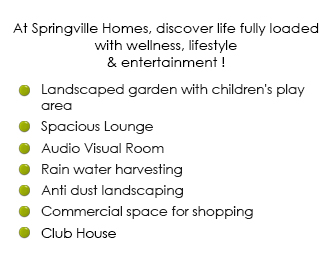 At Springville Homes, discover life fully loaded
with wellness, lifestyle
& entertainment !
Landscaped garden with children's play
area
Spacious Lounge
Audio Visual Room
Rain water harvesting
Anti dust landscaping
Commercial space for shopping
Club House